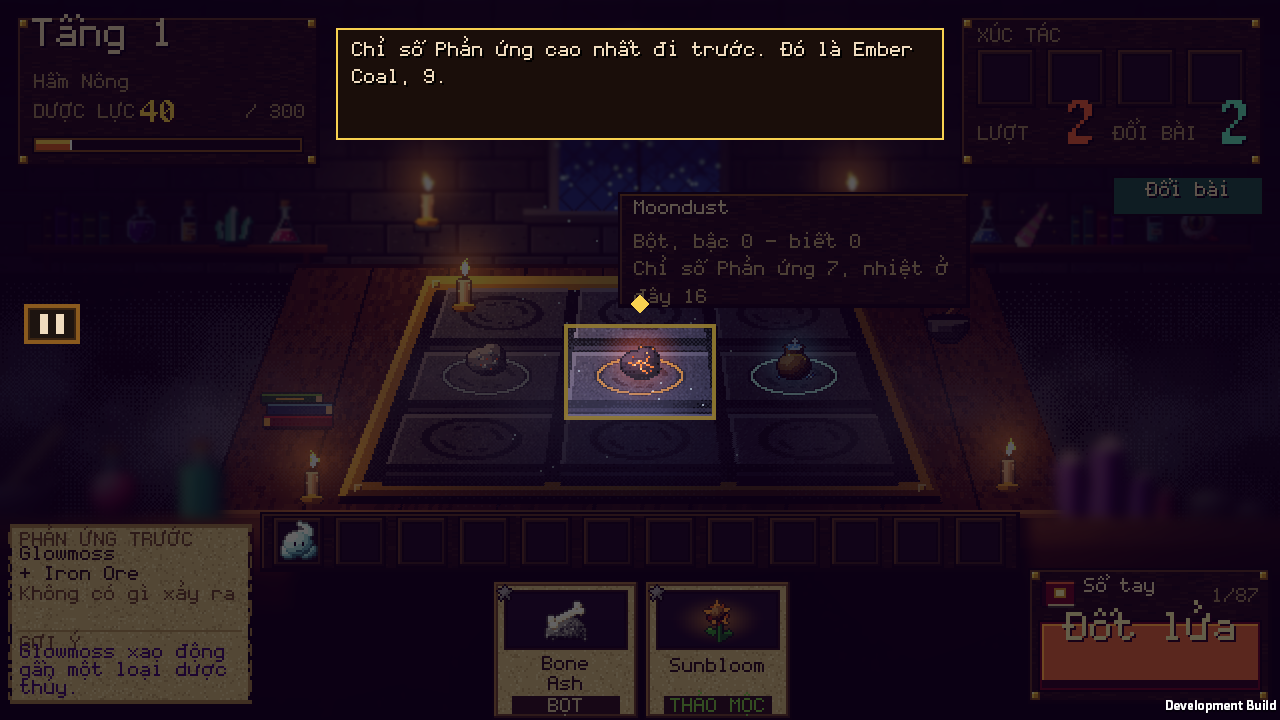 Tầng 1
Hầm Nông
DƯỢC LỰC 40 / 300
Chỉ số Phản ứng cao nhất đi trước. Đó là Ember
Coal, 9.
XÚC TÁC
LƯỢT 2 ĐỔI BÀI 2
Đổi bài
Moondust
Bột, bậc 0 – biết 0
Chỉ số Phản ứng 7, nhiệt ở
đây 16
PHẢN ỨNG TRƯỚC
Glowmoss
+ Iron Ore
Không có gì xảy ra
GỢI Ý
Glowmoss xao động
gần một loại dược
thủy.
Bone
Ash
BỘT
Sunbloom
THẢO MỘC
Sổ tay
1/87
Đốt lửa
Development Build